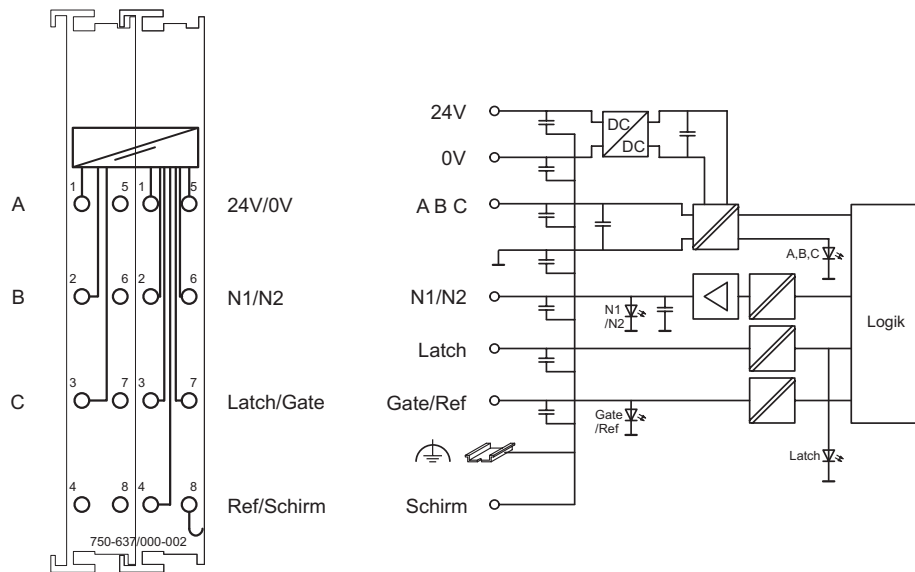 1 5 1 5
A 24V/0V
2 6 2 6
B N1/N2
3 7 3 7
C Latch/Gate
4 8 4 8
Ref/Schirm
750-637/000-002
24V
DC
DC
0V
A B C
A,B,C
N1/N2
N1
/N2
Logik
Latch
Gate/Ref
Gate
/Ref
Latch
Schirm